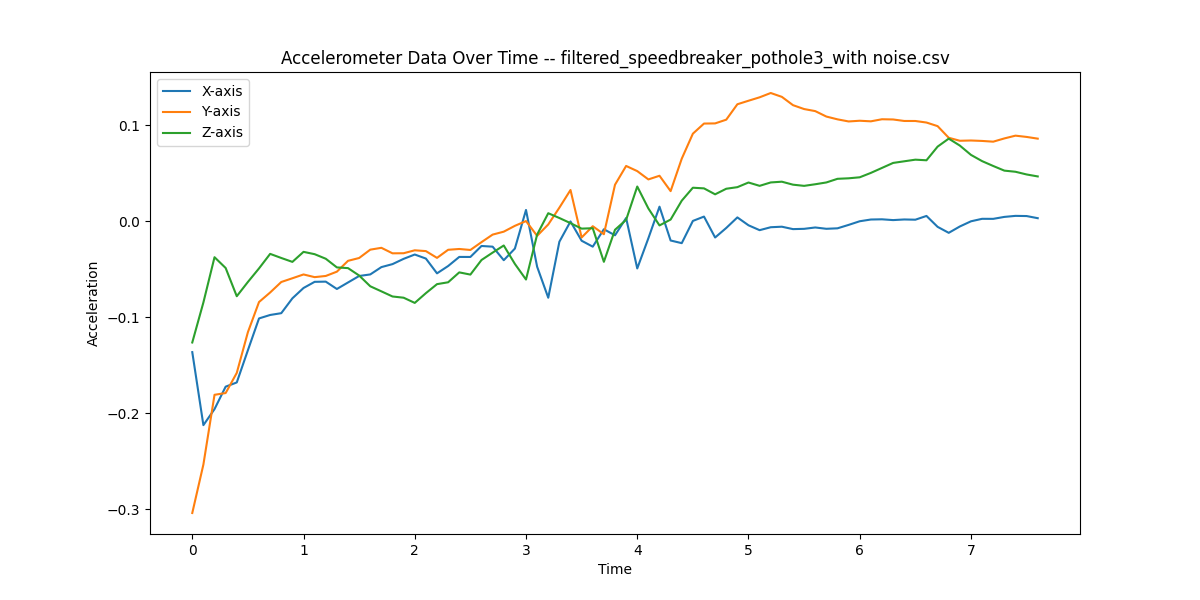 Accelerometer Data Over Time -- filtered_speedbreaker_pothole3_with noise.csv
X-axis
Y-axis
Z-axis
Acceleration
0.1
0.0
−0.1
−0.2
−0.3
0 1 2 3 4 5 6 7
Time